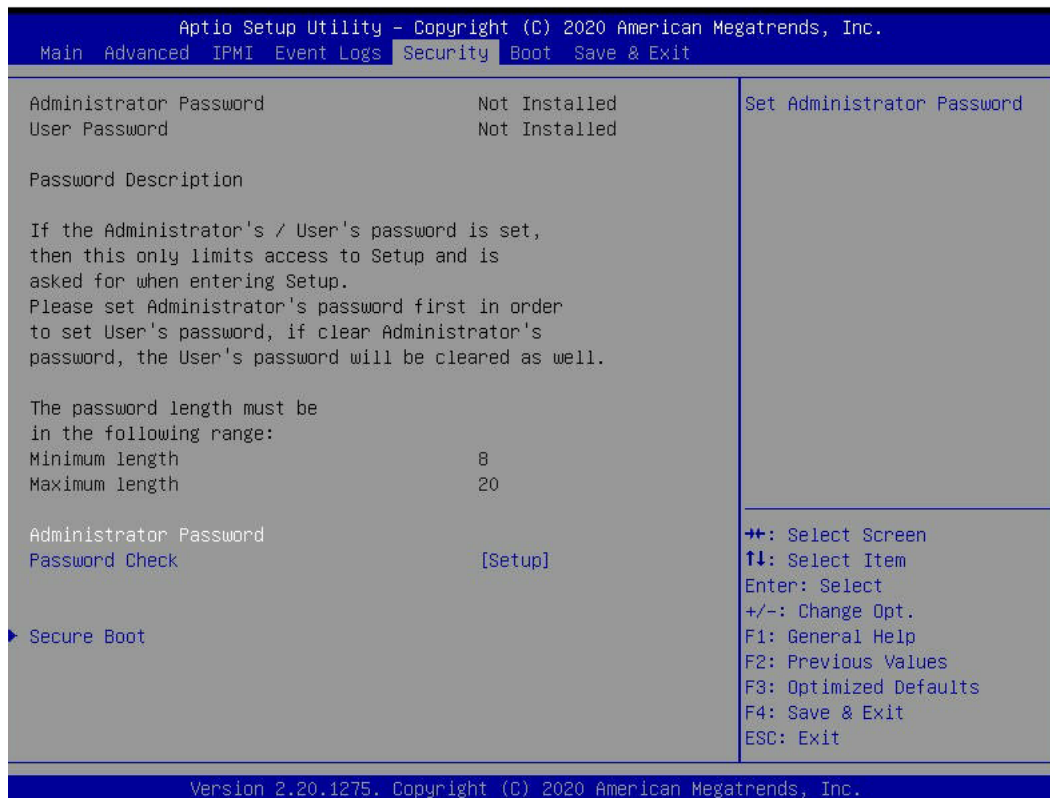 Aptio Setup Utility – Copyright (C) 2020 American Megatrends, Inc.
Main Advanced IPMI Event Logs Security Boot Save & Exit
Administrator Password Not Installed
User Password Not Installed
Password Description
If the Administrator's / User's password is set,
then this only limits access to Setup and is
asked for when entering Setup.
Please set Administrator's password first in order
to set User's password, if clear Administrator's
password, the User's password will be cleared as well.
The password length must be
in the following range:
Minimum length 8
Maximum length 20
Administrator Password
Password Check [Setup]
Secure Boot
Set Administrator Password
→←: Select Screen
↑↓: Select Item
Enter: Select
+/-: Change Opt.
F1: General Help
F2: Previous Values
F3: Optimized Defaults
F4: Save & Exit
ESC: Exit
Version 2.20.1275. Copyright (C) 2020 American Megatrends, Inc.